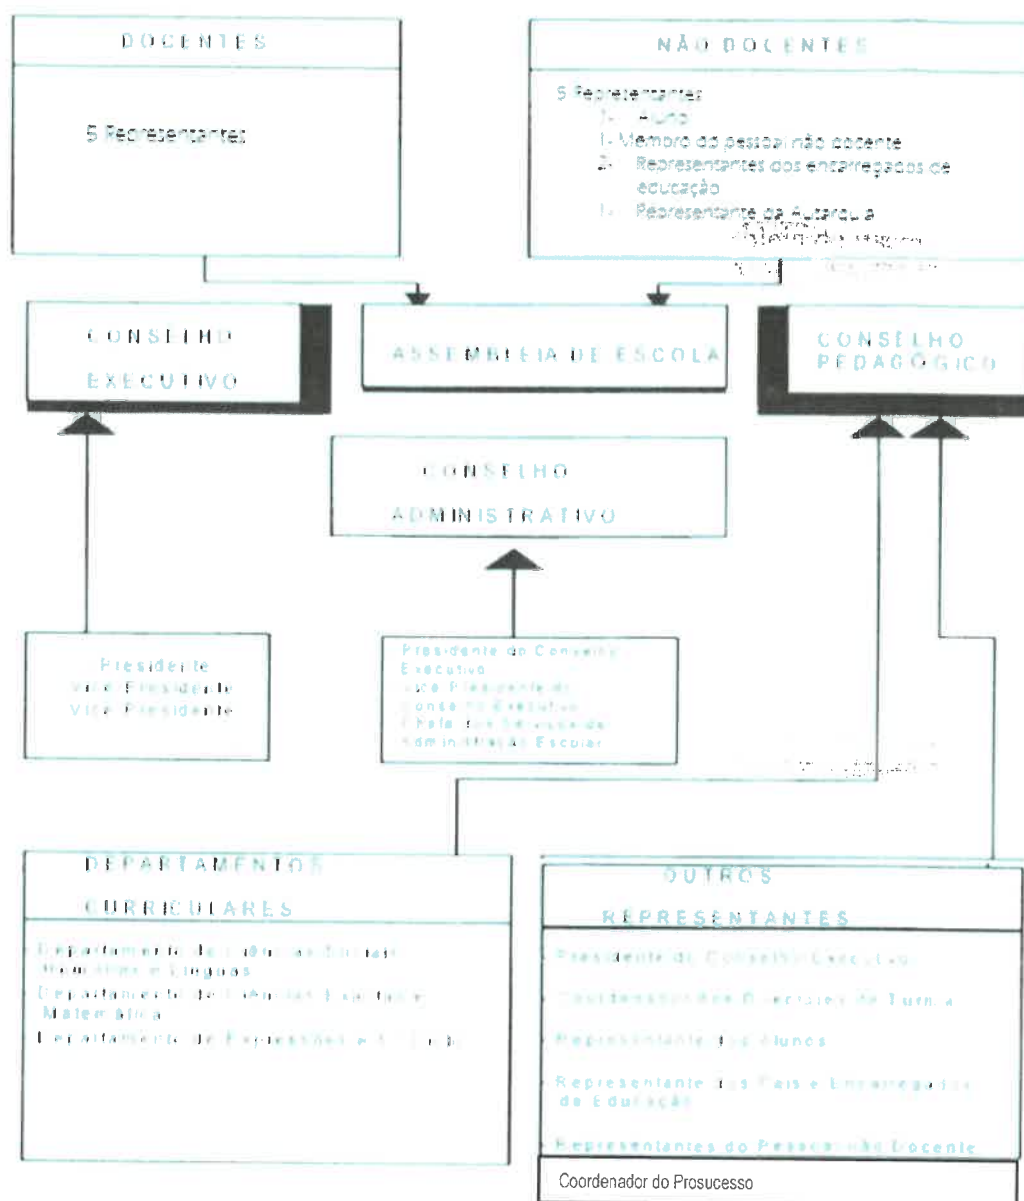 DOCENTES
5 Representantes
NÃO DOCENTES
5 Representantes
1- Aluno
1- Membro do pessoal não docente
2- Representantes dos encarregados de
educação
1- Representante da Autarquia
CONSELHO
EXECUTIVO
ASSEMBLEIA DE ESCOLA
CONSELHO
PEDAGÓGICO
CONSELHO
ADMINISTRATIVO
Presidente
Vice Presidente
Vice Presidente
Presidente do Conselho
Executivo
Vice Presidente do
Conselho Executivo
Chefe dos Serviços de
Administração Escolar
DEPARTAMENTOS
CURRICULARES
Departamento de Ciências Sociais
Humanas e Línguas
Departamento de Ciências Exactas e
Matemática
Departamento de Expressões e
OUTROS
REPRESENTANTES
Presidente do Conselho Executivo
Coordenador dos Directores de Turma
Representante dos Alunos
Representante dos Pais e Encarregados
de Educação
Representantes do Pessoal não Docente
Coordenador do Prosucesso